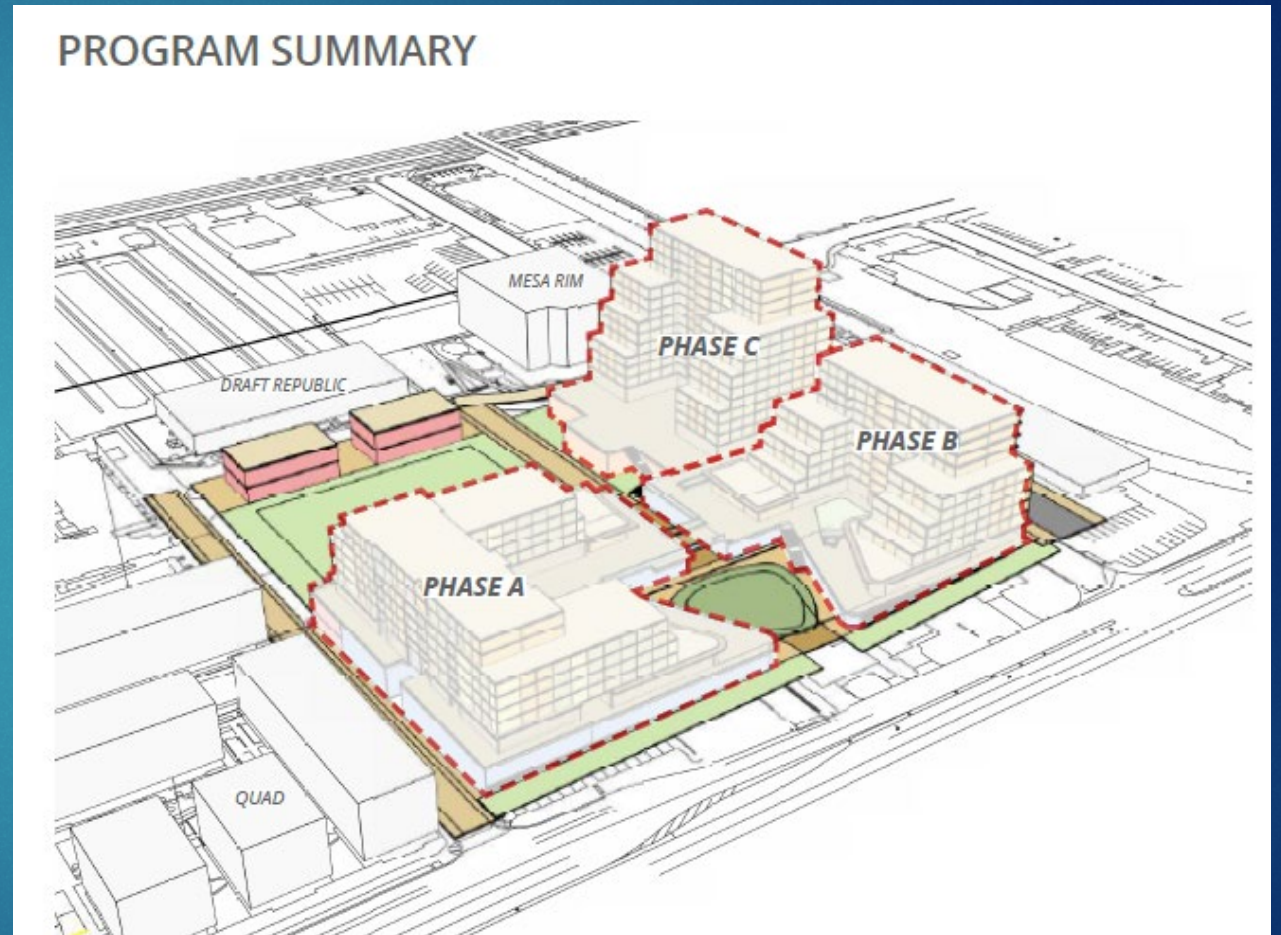 PROGRAM SUMMARY
MESA RIM
PHASE C
DRAFT REPUBLIC
PHASE B
PHASE A
QUAD